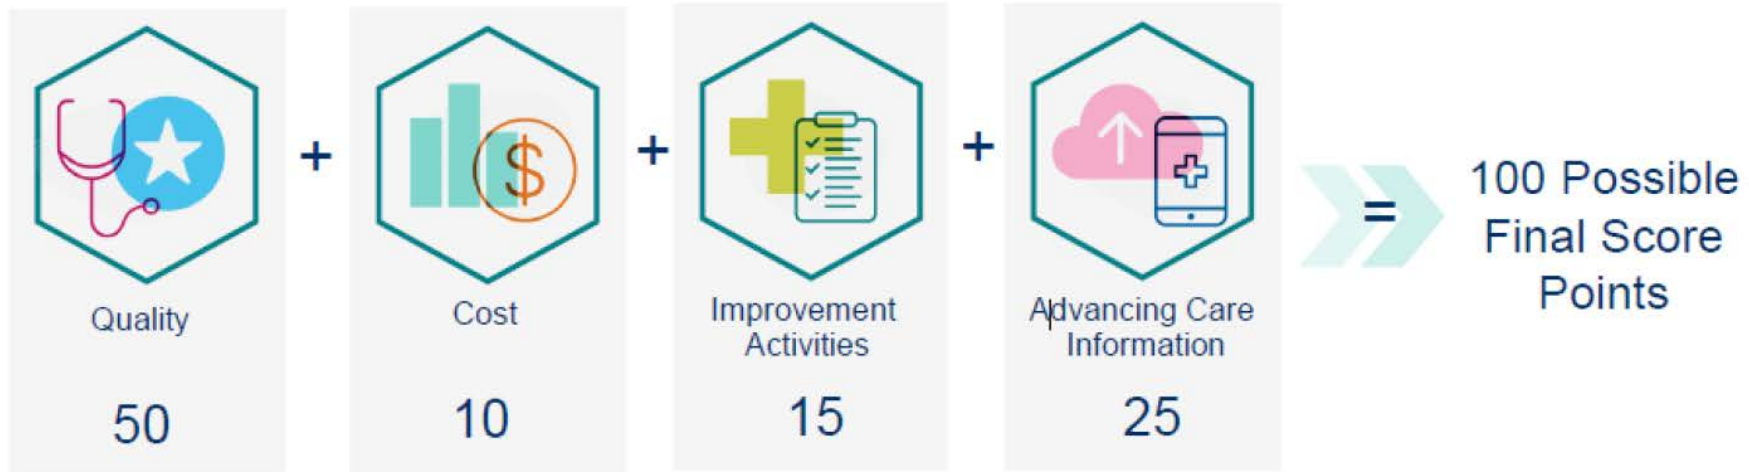 Quality
50
+
$
Cost
10
+
Improvement
Activities
15
+
Advancing Care
Information
25
=
100 Possible
Final Score
Points